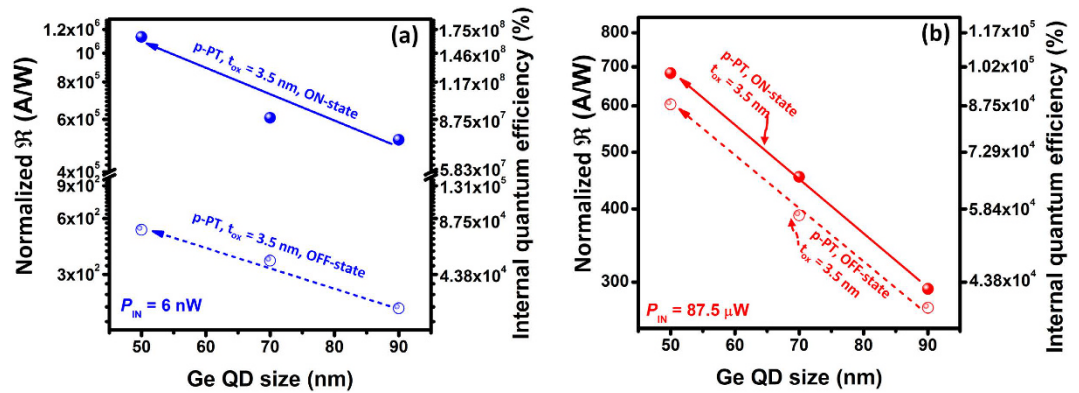 (a)
Normalized ℜ (A/W)
1.2x10⁶
10⁶
8x10⁵
6x10⁵
4x10⁵
9x10²
6x10²
3x10²
p-PT, tₒₓ = 3.5 nm, ON-state
p-PT, tₒₓ = 3.5 nm, OFF-state
P_IN = 6 nW
1.75x10⁸
1.46x10⁸
1.17x10⁸
8.75x10⁷
5.83x10⁷
1.31x10⁵
8.75x10⁴
4.38x10⁴
Internal quantum efficiency (%)
50 60 70 80 90
Ge QD size (nm)
(b)
Normalized ℜ (A/W)
800
700
600
500
400
300
p-PT, ON-state
tₒₓ = 3.5 nm
p-PT, OFF-state
tₒₓ = 3.5 nm
P_IN = 87.5 μW
1.17x10⁵
1.02x10⁵
8.75x10⁴
7.29x10⁴
5.84x10⁴
4.38x10⁴
Internal quantum efficiency (%)
50 60 70 80 90
Ge QD size (nm)